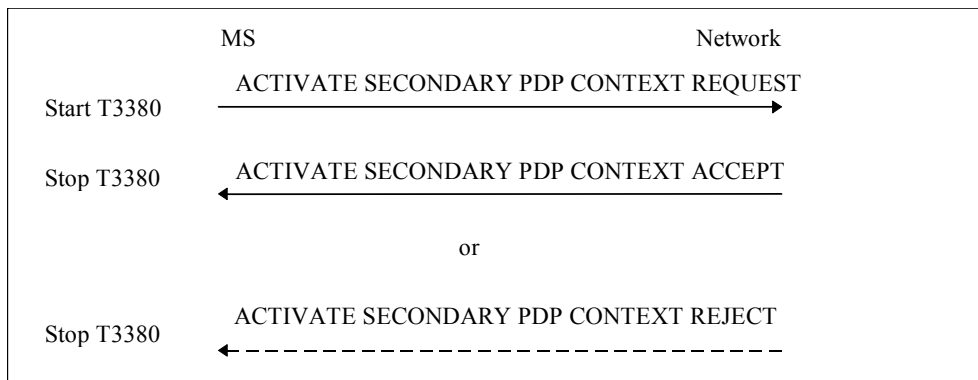 MS Network
ACTIVATE SECONDARY PDP CONTEXT REQUEST
Start T3380
ACTIVATE SECONDARY PDP CONTEXT ACCEPT
Stop T3380
or
ACTIVATE SECONDARY PDP CONTEXT REJECT
Stop T3380